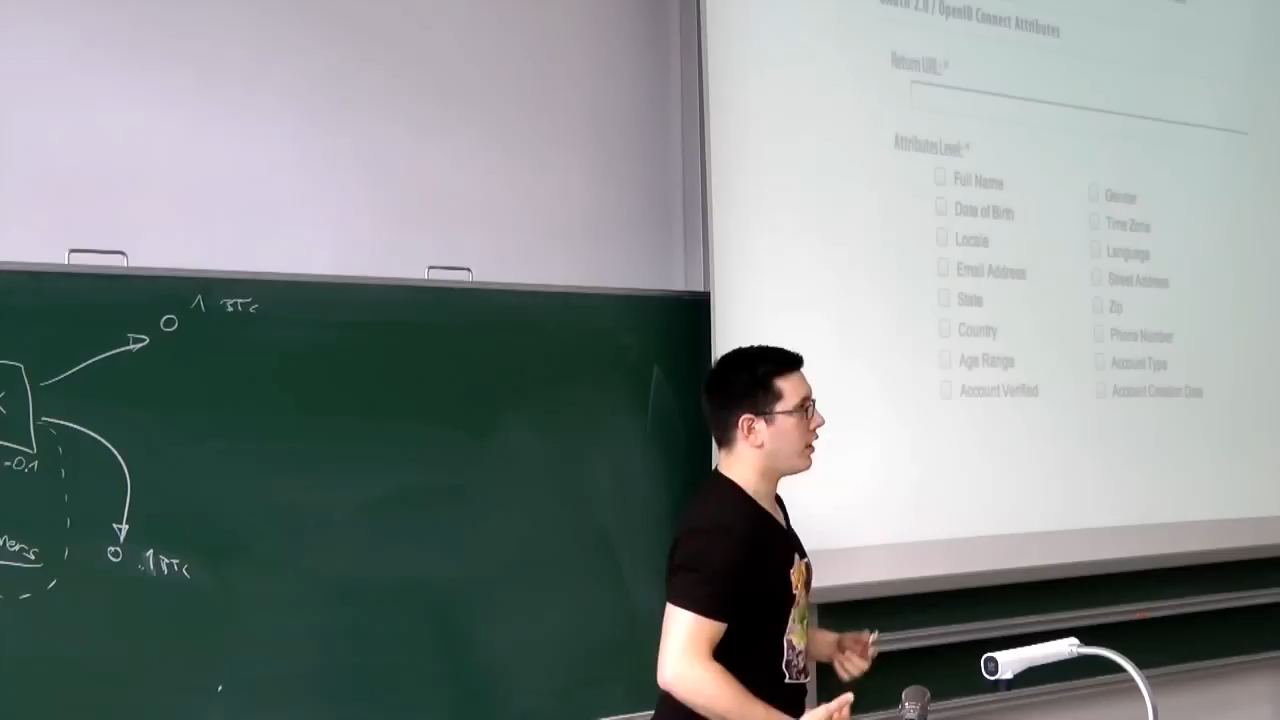 OAuth 2.0 / OpenID Connect Attributes
Return URL: *
Attributes Level: *
Full Name
Date of Birth
Locale
Email Address
State
Country
Age Range
Account Verified
Gender
Time Zone
Language
Street Address
Zip
Phone Number
Account Type
Account Creation Date
1 BTC
-0.1
.1 BTC